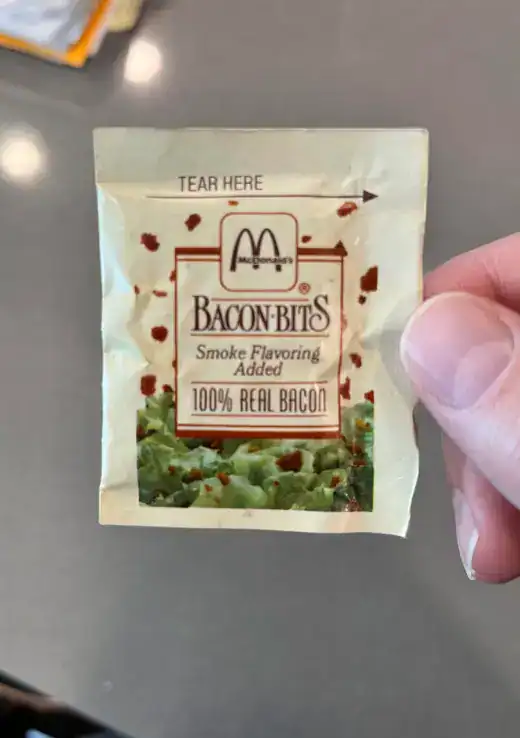 TEAR HERE
McDonald's
®
BACON·BITS
Smoke Flavoring
Added
100% REAL BACON